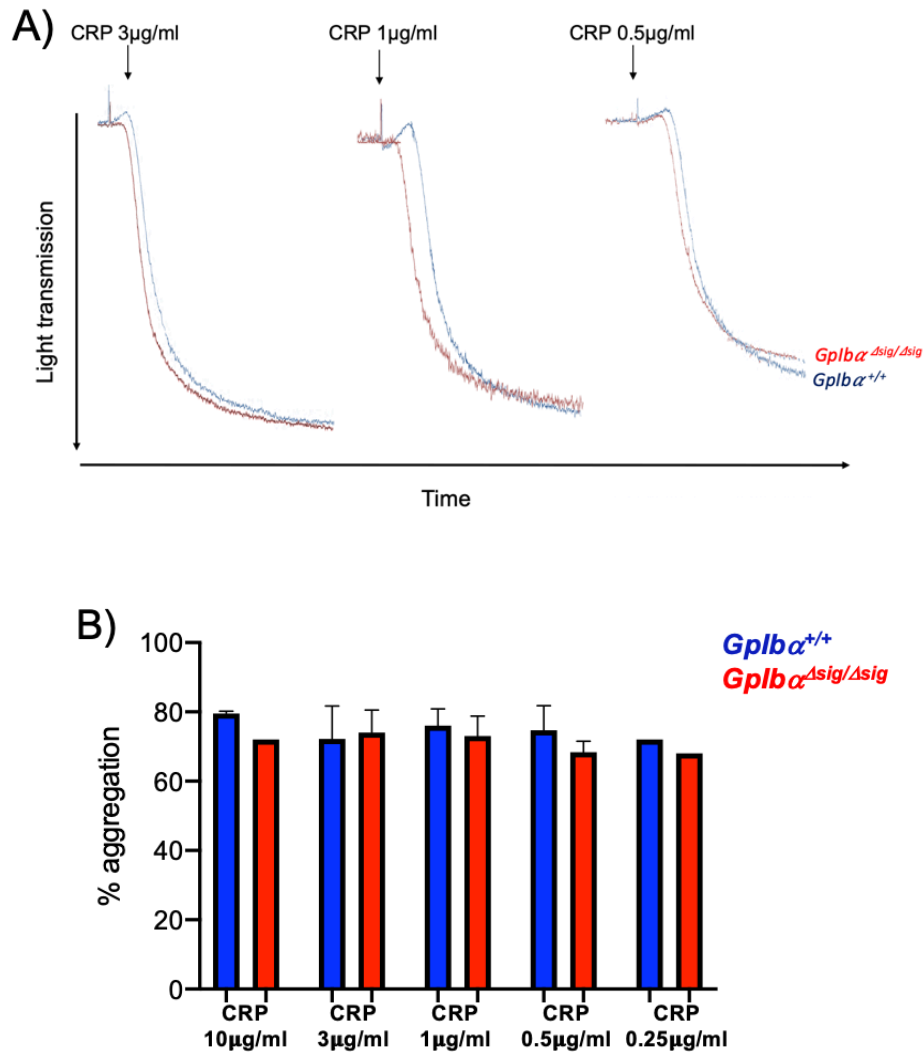 A)
CRP 3µg/ml CRP 1µg/ml CRP 0.5µg/ml
Light transmission
GpIbα Δsig/Δsig
GpIbα +/+
Time
B)
GpIbα+/+
GpIbαΔsig/Δsig
% aggregation
100
80
60
40
20
0
CRP CRP CRP CRP CRP
10µg/ml 3µg/ml 1µg/ml 0.5µg/ml 0.25µg/ml